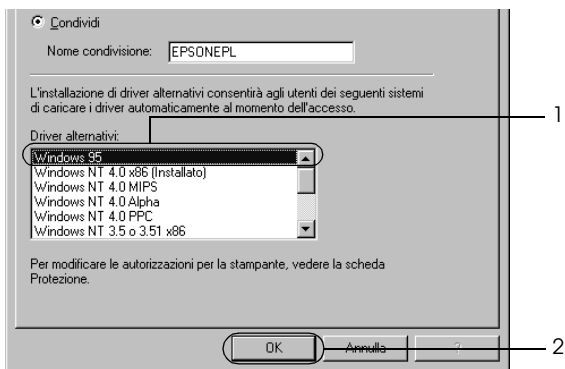 Condividi
Nome condivisione: EPSONEPL
L'installazione di driver alternativi consentirà agli utenti dei seguenti sistemi
di caricare i driver automaticamente al momento dell'accesso.
1
Driver alternativi:
Windows 95
Windows NT 4.0 x86 (Installato)
Windows NT 4.0 MIPS
Windows NT 4.0 Alpha
Windows NT 4.0 PPC
Windows NT 3.5 o 3.51 x86
Per modificare le autorizzazioni per la stampante, vedere la scheda
Protezione.
OK Annulla ? 2